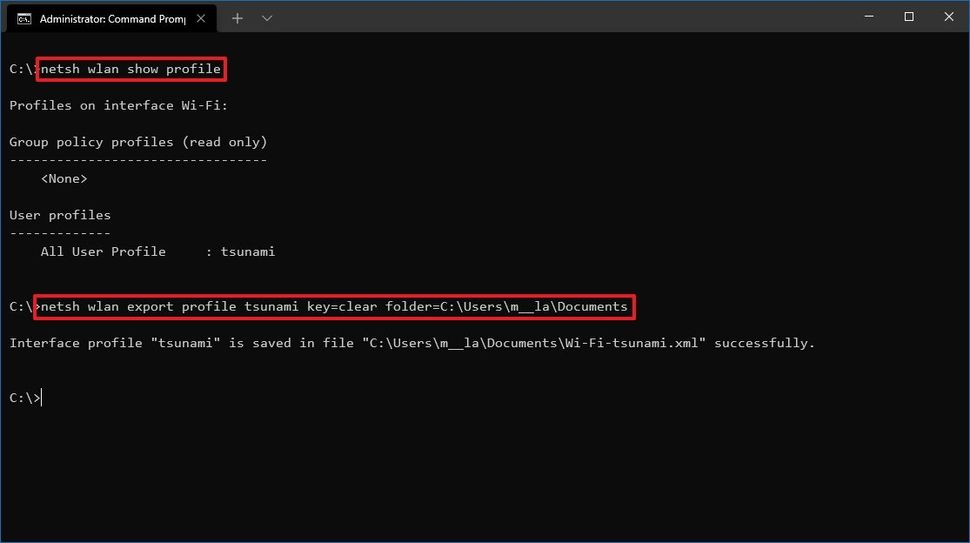 Administrator: Command Promp
C:\>netsh wlan show profile
Profiles on interface Wi-Fi:
Group policy profiles (read only)
---------------------------------
    <None>
User profiles
-------------
    All User Profile     : tsunami
C:\>netsh wlan export profile tsunami key=clear folder=C:\Users\m__la\Documents
Interface profile "tsunami" is saved in file "C:\Users\m__la\Documents\Wi-Fi-tsunami.xml" successfully.
C:\>